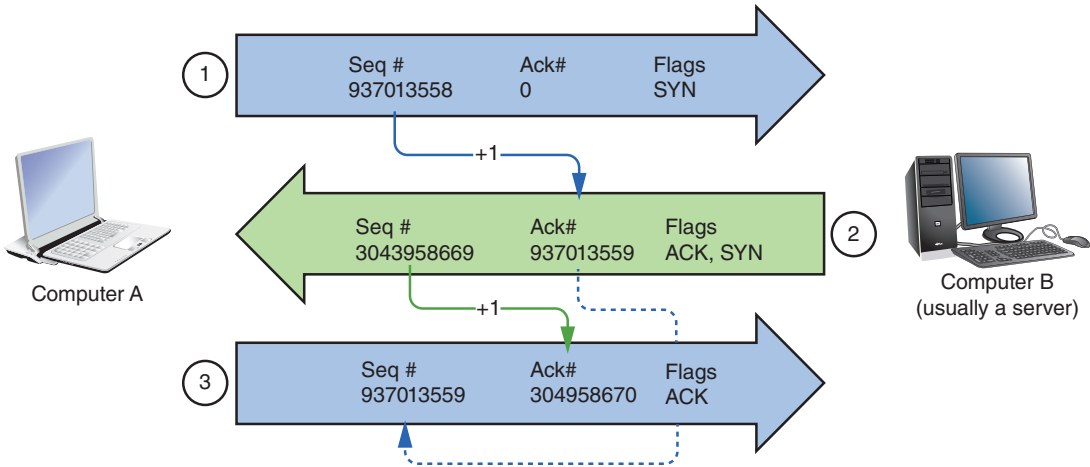 1
Seq # Ack# Flags
937013558 0 SYN
+1
Seq # Ack# Flags
3043958669 937013559 ACK, SYN
2
Computer A
Computer B
(usually a server)
+1
3
Seq # Ack# Flags
937013559 304958670 ACK